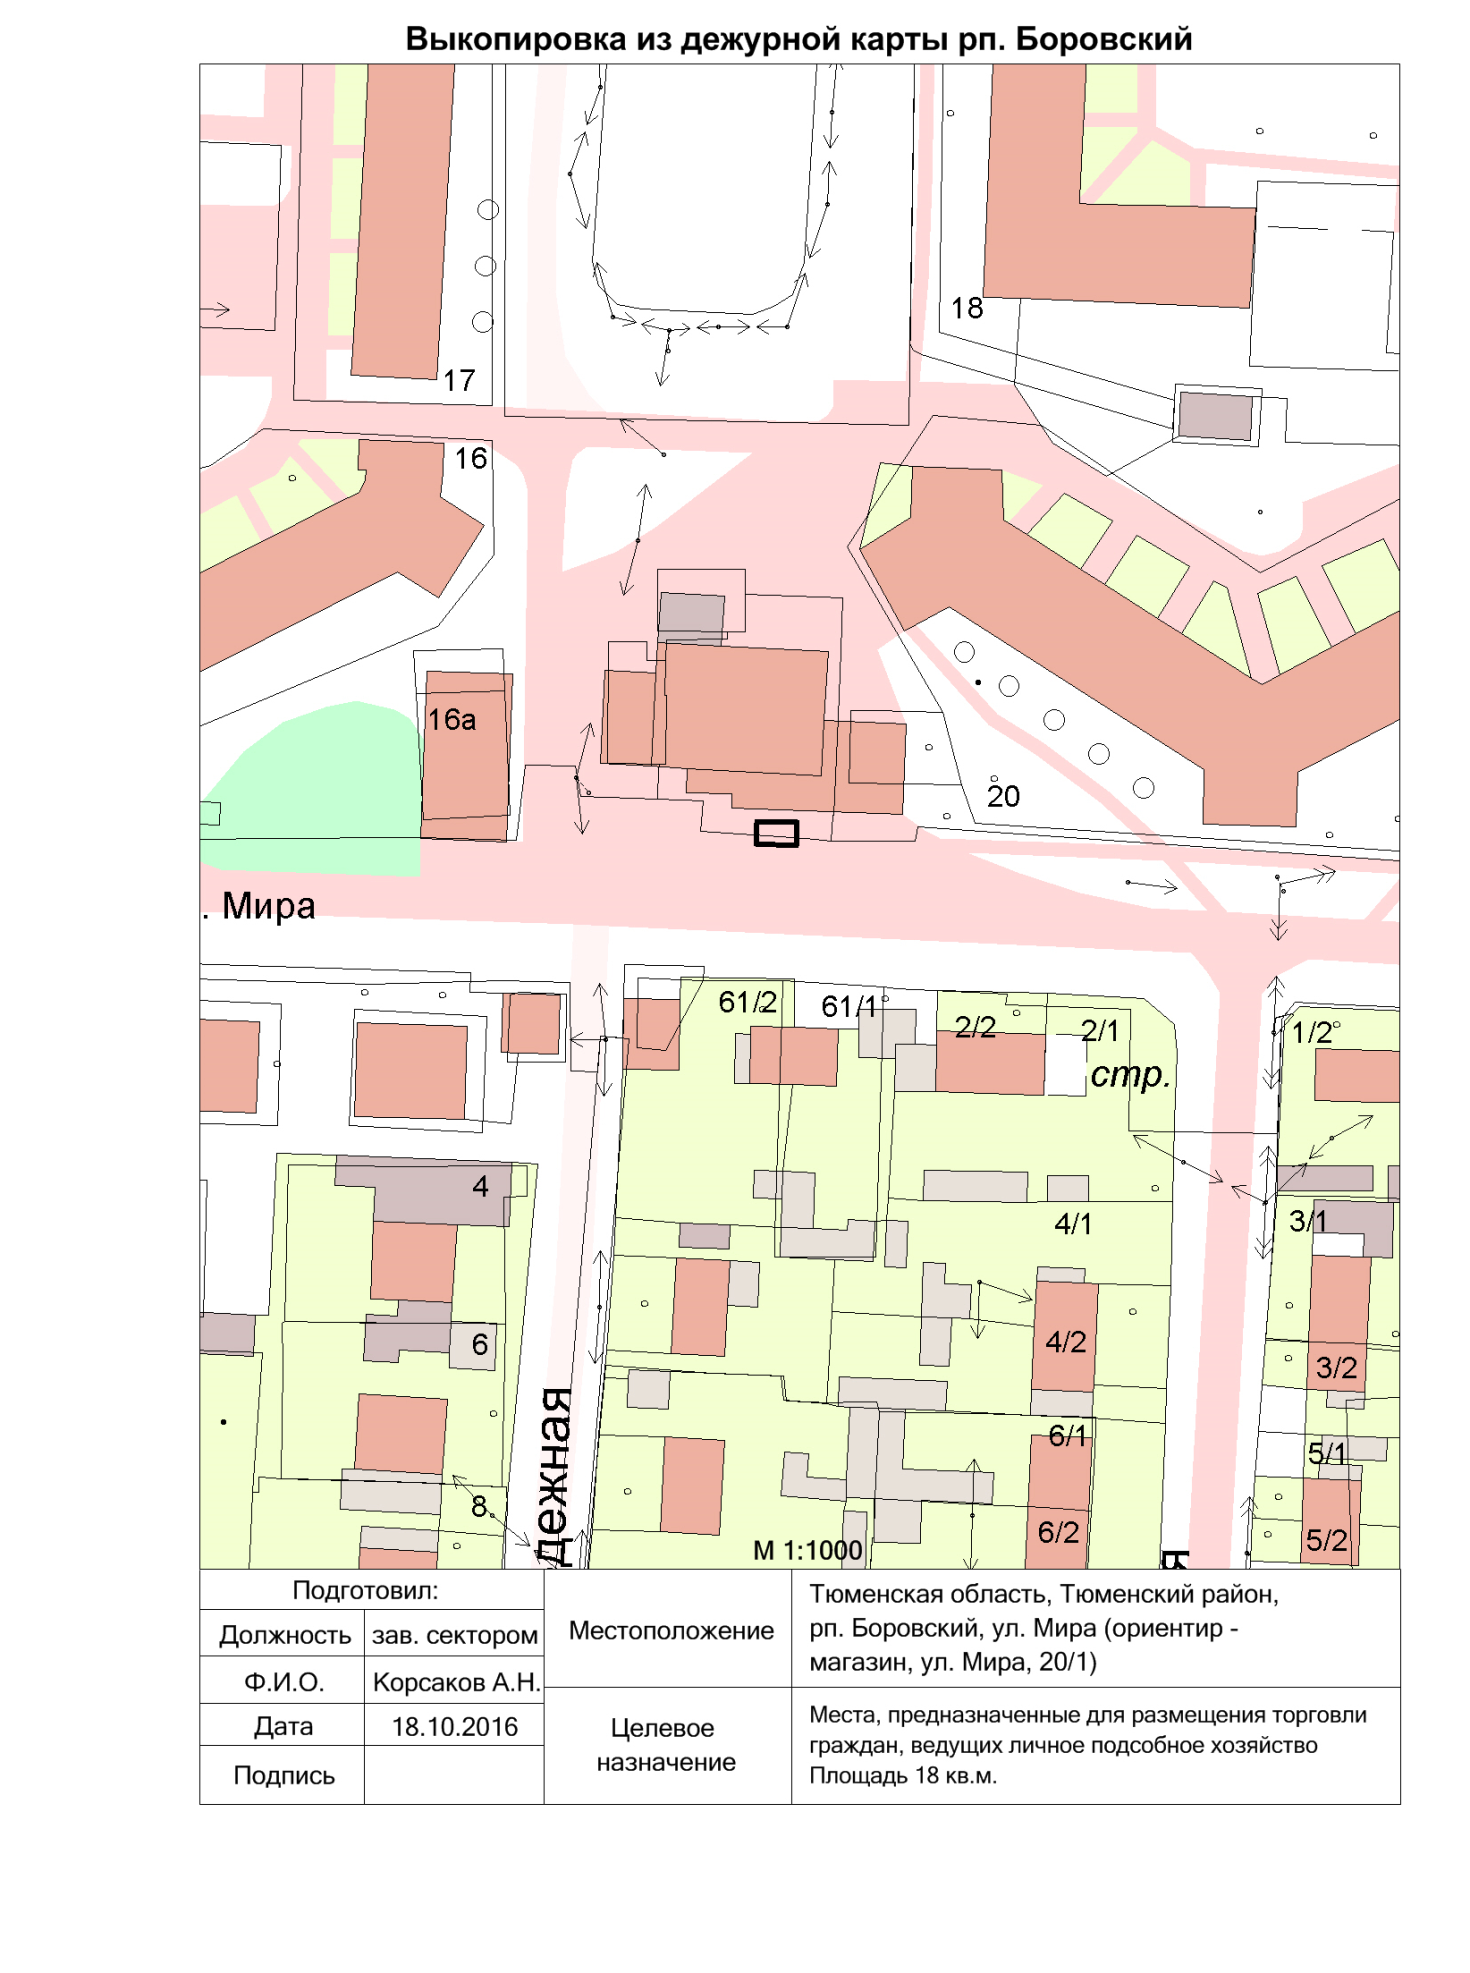 Выкопировка из дежурной карты рп. Боровский
18
17
16
16а
20
. Мира
61/2
61/1
2/2
2/1
1/2
стр.
4
4/1
3/1
6
4/2
3/2
дежная
6/1
5/1
8
6/2
5/2
М 1:1000
я
Подготовил:
Должность
зав. сектором
Ф.И.О.
Корсаков А.Н.
Дата
18.10.2016
Подпись
Местоположение
Тюменская область, Тюменский район,
рп. Боровский, ул. Мира (ориентир -
магазин, ул. Мира, 20/1)
Целевое
назначение
Места, предназначенные для размещения торговли
граждан, ведущих личное подсобное хозяйство
Площадь 18 кв.м.